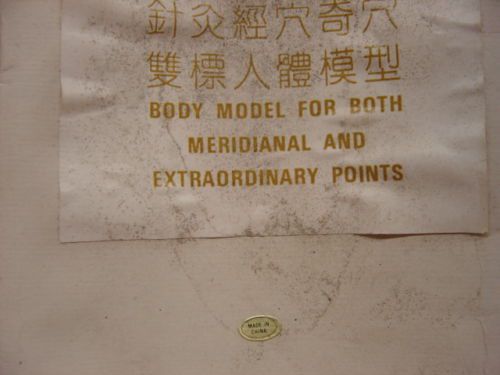 針灸經穴奇穴
雙標人體模型
BODY MODEL FOR BOTH
MERIDIANAL AND
EXTRAORDINARY POINTS
MADE IN
CHINA